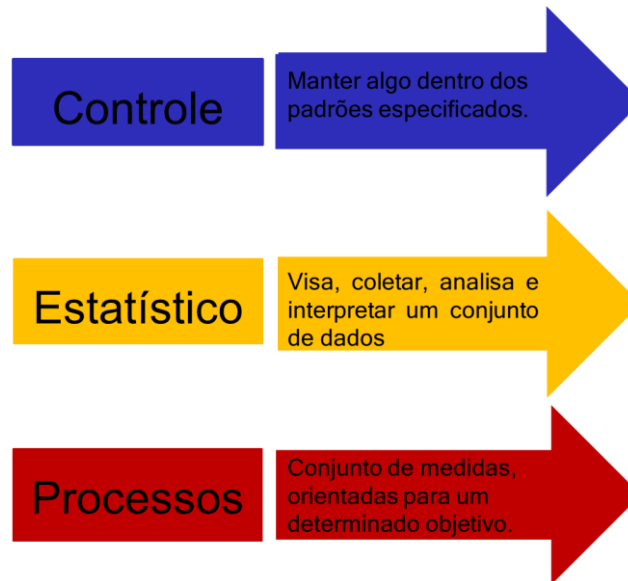 Controle
Manter algo dentro dos
padrões especificados.
Estatístico
Visa, coletar, analisa e
interpretar um conjunto
de dados
Processos
Conjunto de medidas,
orientadas para um
determinado objetivo.